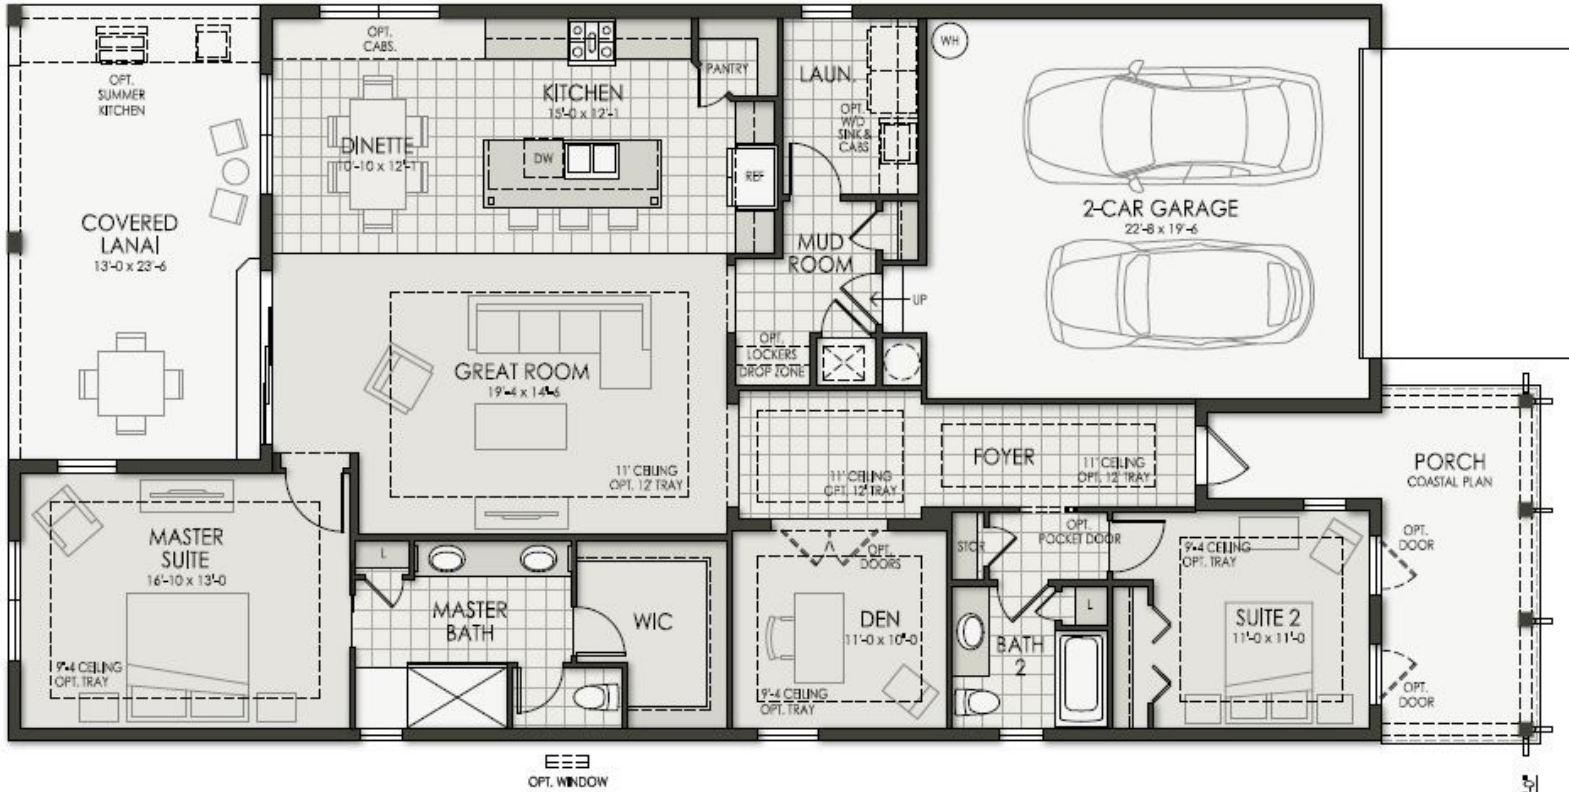 OPT.
SUMMER
KITCHEN
COVERED
LANAI
13'-0 x 23'-6
OPT.
CABS.
KITCHEN
15'-0 x 12'-1
DINETTE
10'-10 x 12'-1
DW
PANTRY
REF
LAUN.
OPT.
W/D
SINK &
CABS
WH
2-CAR GARAGE
22'-8 x 19'-6
MUD
ROOM
UP
OPT.
LOCKERS
DROP ZONE
GREAT ROOM
19'-4 x 14'-6
11' CEILING
OPT. 12' TRAY
11' CEILING
OPT. 12' TRAY
FOYER
11' CEILING
OPT. 12' TRAY
PORCH
COASTAL PLAN
MASTER
SUITE
16'-10 x 13'-0
9'-4 CEILING
OPT. TRAY
L
MASTER
BATH
WIC
OPT.
DOORS
DEN
11'-0 x 10'-0
9'-4 CEILING
OPT. TRAY
STOR
OPT.
POCKET DOOR
BATH
2
L
9'-4 CEILING
OPT. TRAY
SUITE 2
11'-0 x 11'-0
OPT.
DOOR
OPT.
DOOR
OPT. WINDOW